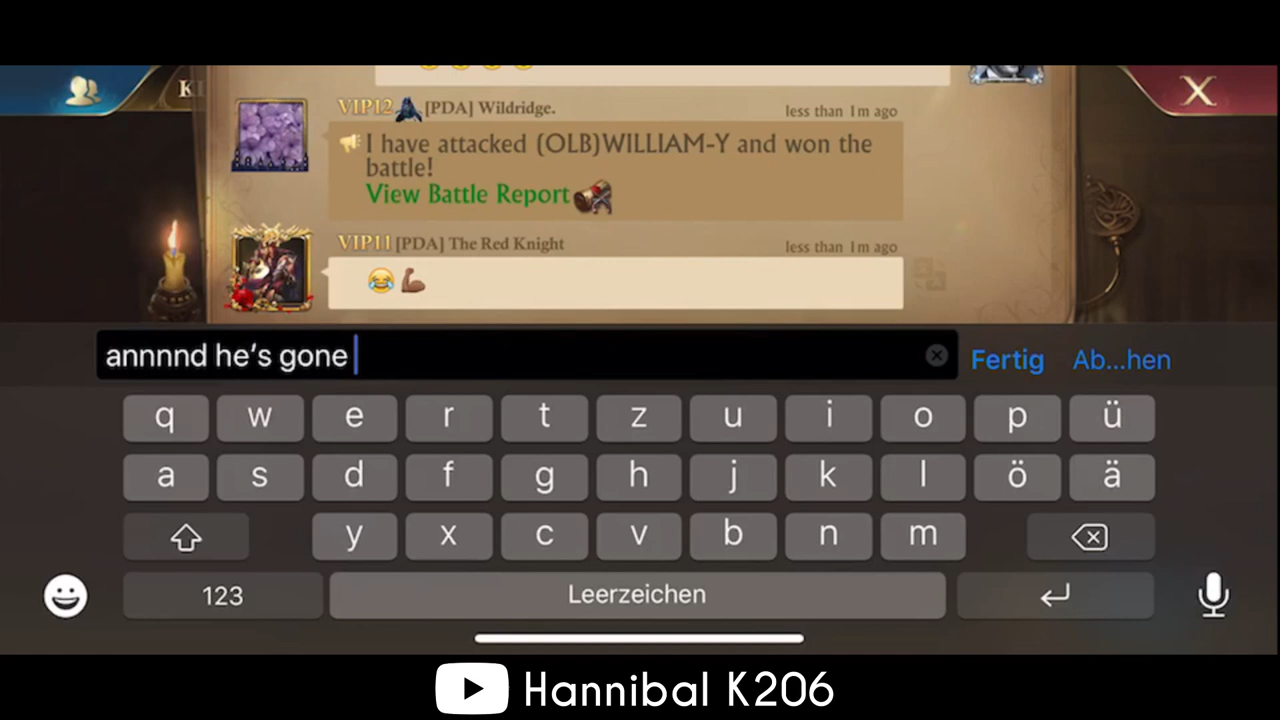 K
VIP12 [PDA] Wildridge. less than 1m ago
I have attacked (OLB)WILLIAM-Y and won the
battle!
View Battle Report
VIP11 [PDA] The Red Knight less than 1m ago
annnnd he’s gone
Fertig Ab...hen
q w e r t z u i o p ü
a s d f g h j k l ö ä
y x c v b n m
123 Leerzeichen
Hannibal K206